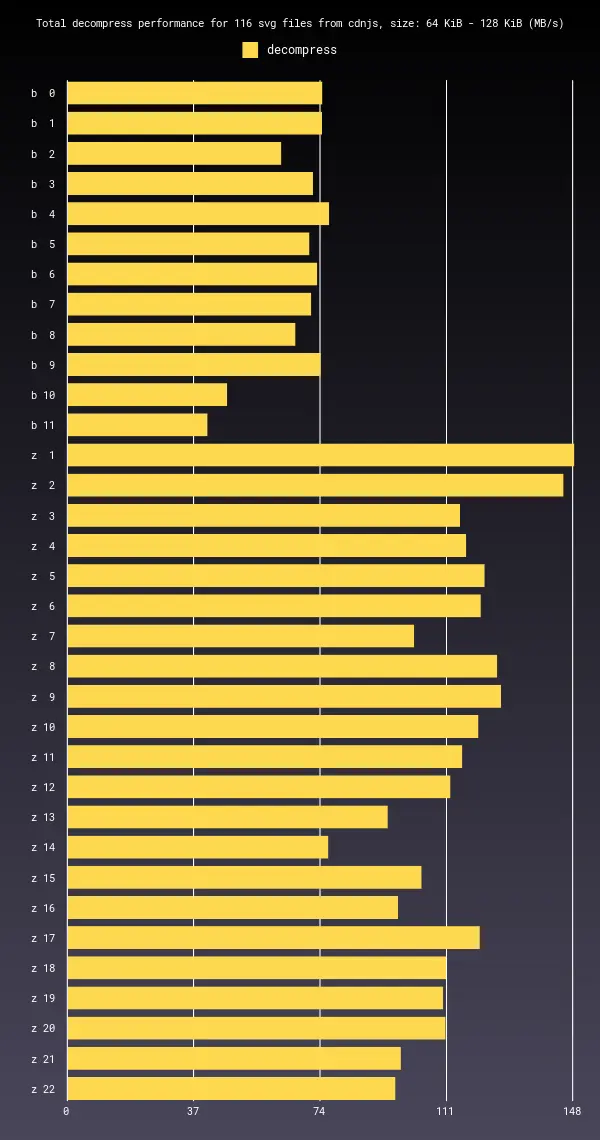 Total decompress performance for 116 svg files from cdnjs, size: 64 KiB - 128 KiB (MB/s)
decompress
b 0
b 1
b 2
b 3
b 4
b 5
b 6
b 7
b 8
b 9
b 10
b 11
z 1
z 2
z 3
z 4
z 5
z 6
z 7
z 8
z 9
z 10
z 11
z 12
z 13
z 14
z 15
z 16
z 17
z 18
z 19
z 20
z 21
z 22
0 37 74 111 148